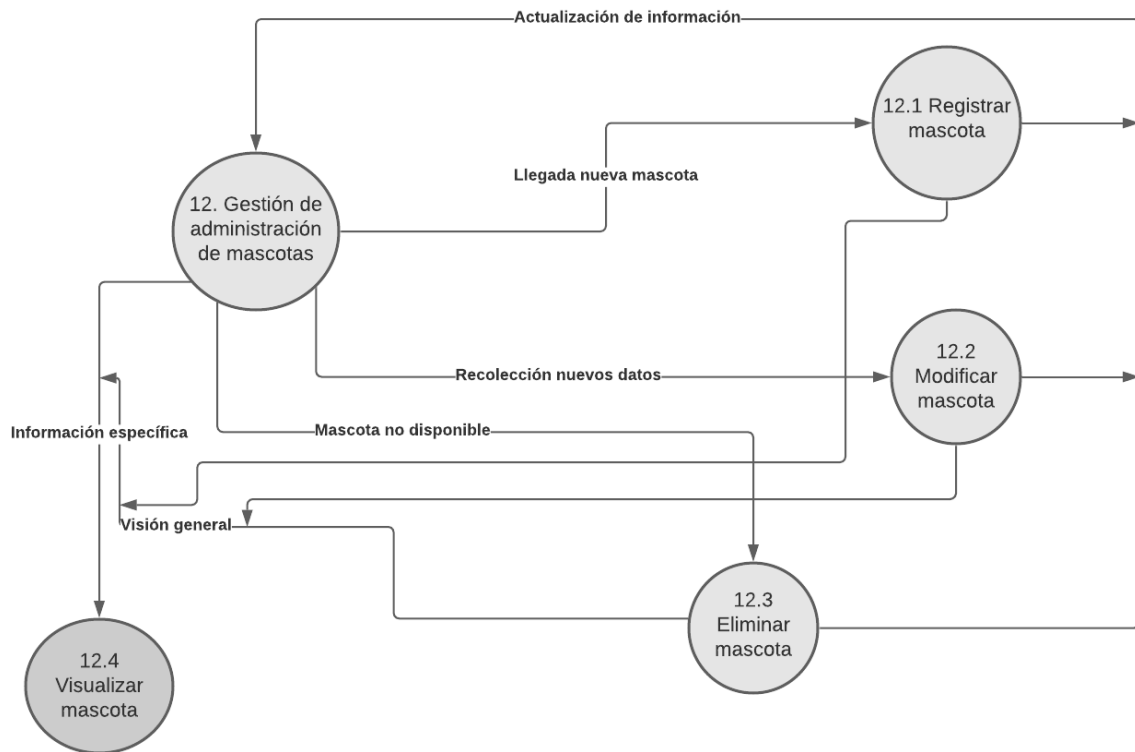 Actualización de información
12.1 Registrar
mascota
Llegada nueva mascota
12. Gestión de
administración
de mascotas
12.2
Modificar
mascota
Recolección nuevos datos
Mascota no disponible
Información específica
Visión general
12.3
Eliminar
mascota
12.4
Visualizar
mascota